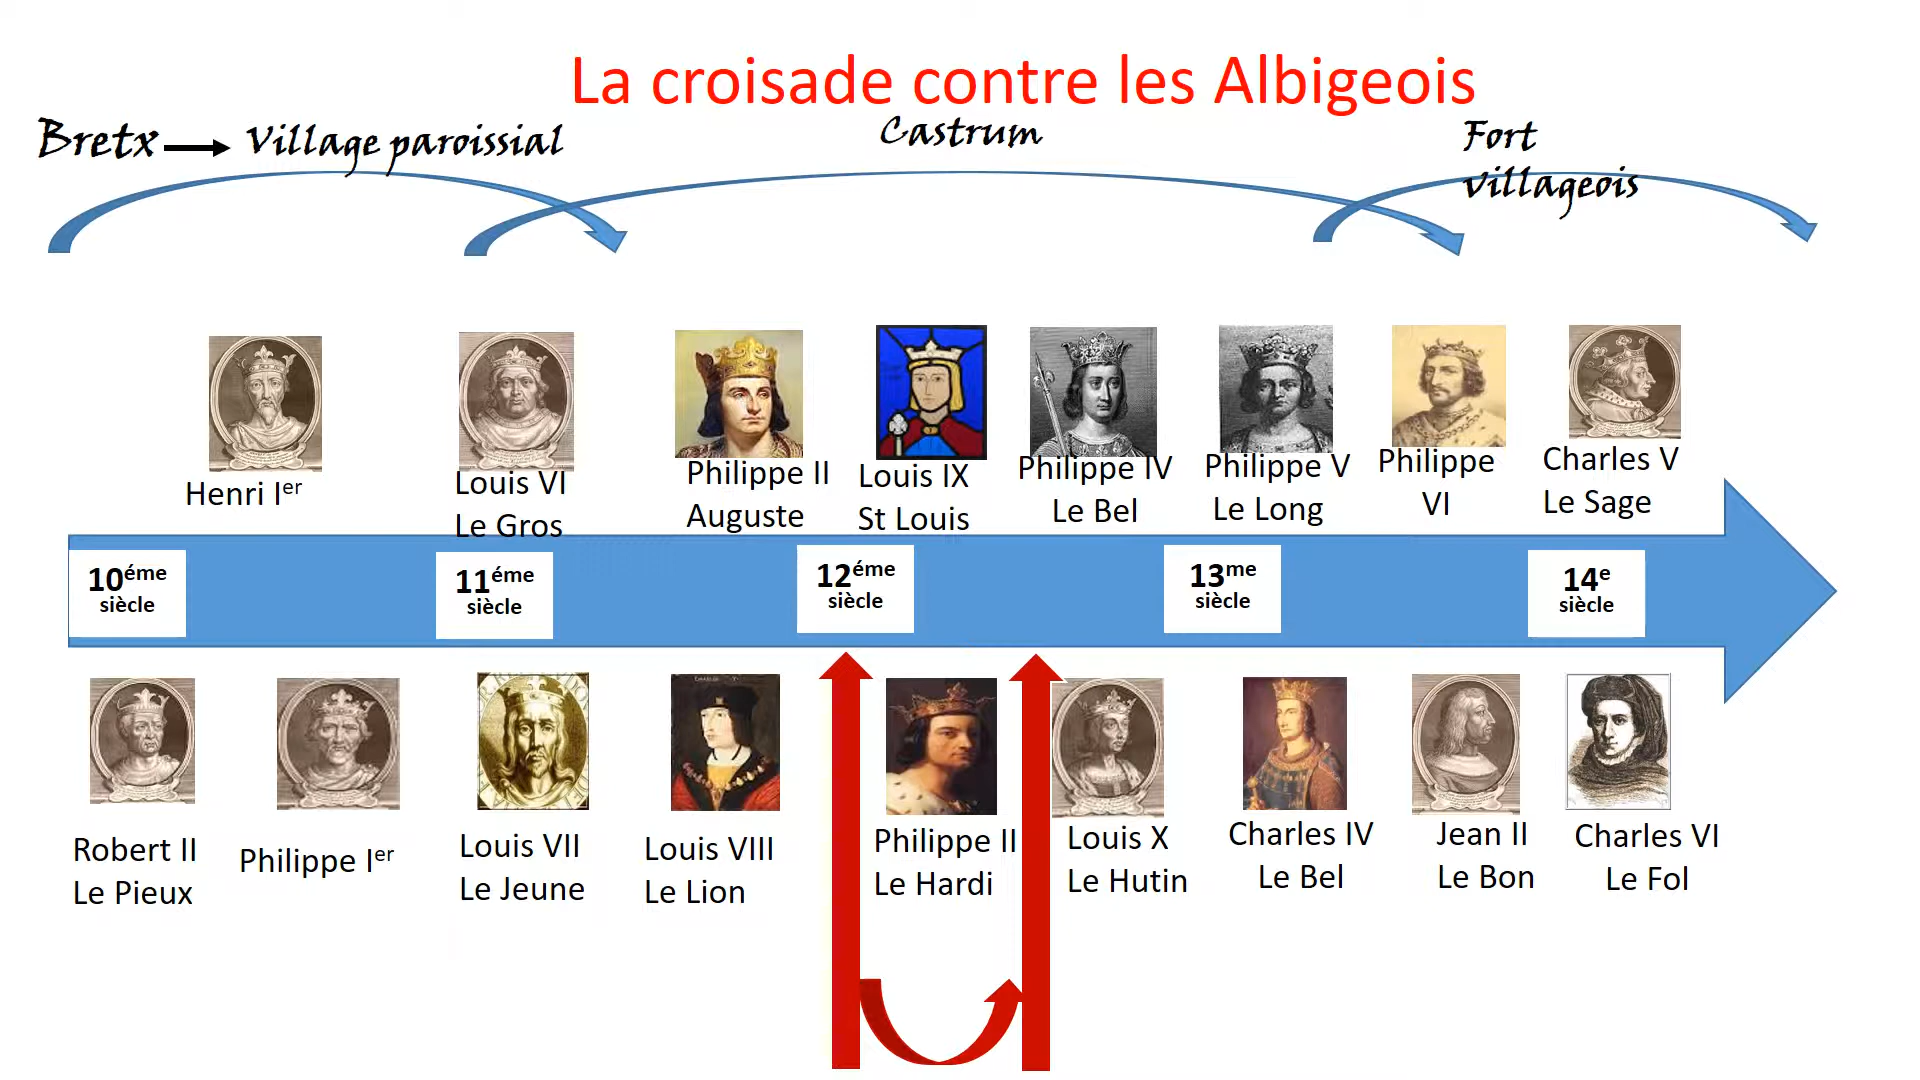 La croisade contre les Albigeois
Bretx
Village paroissial
Castrum
Fort
villageois
Henri Ier
Louis VI
Le Gros
Philippe II
Auguste
Louis IX
St Louis
Philippe IV
Le Bel
Philippe V
Le Long
Philippe
VI
Charles V
Le Sage
10éme
siècle
11éme
siècle
12éme
siècle
13me
siècle
14e
siècle
Robert II
Le Pieux
Philippe Ier
Louis VII
Le Jeune
Louis VIII
Le Lion
Philippe II
Le Hardi
Louis X
Le Hutin
Charles IV
Le Bel
Jean II
Le Bon
Charles VI
Le Fol